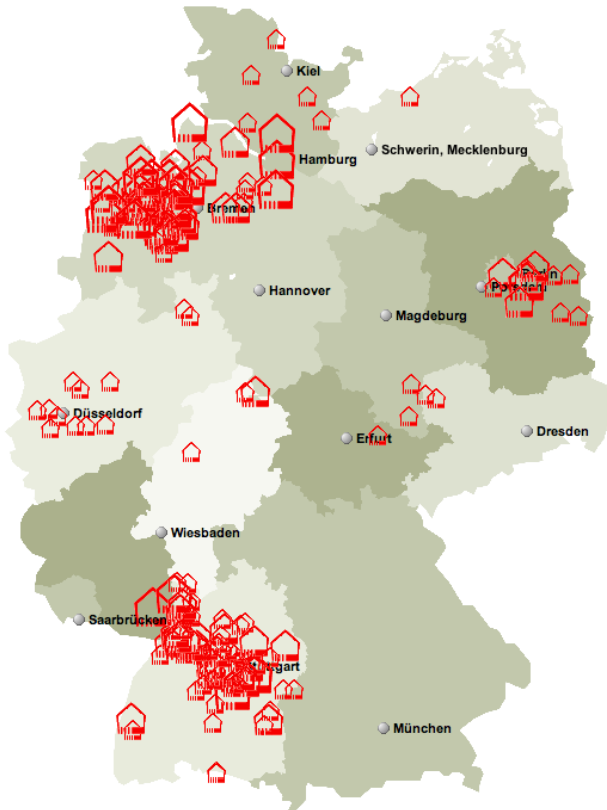 Kiel
Schwerin, Mecklenburg
Hamburg
Bremen
Berlin
Potsdam
Hannover
Magdeburg
Düsseldorf
Erfurt
Dresden
Wiesbaden
Saarbrücken
Stuttgart
München